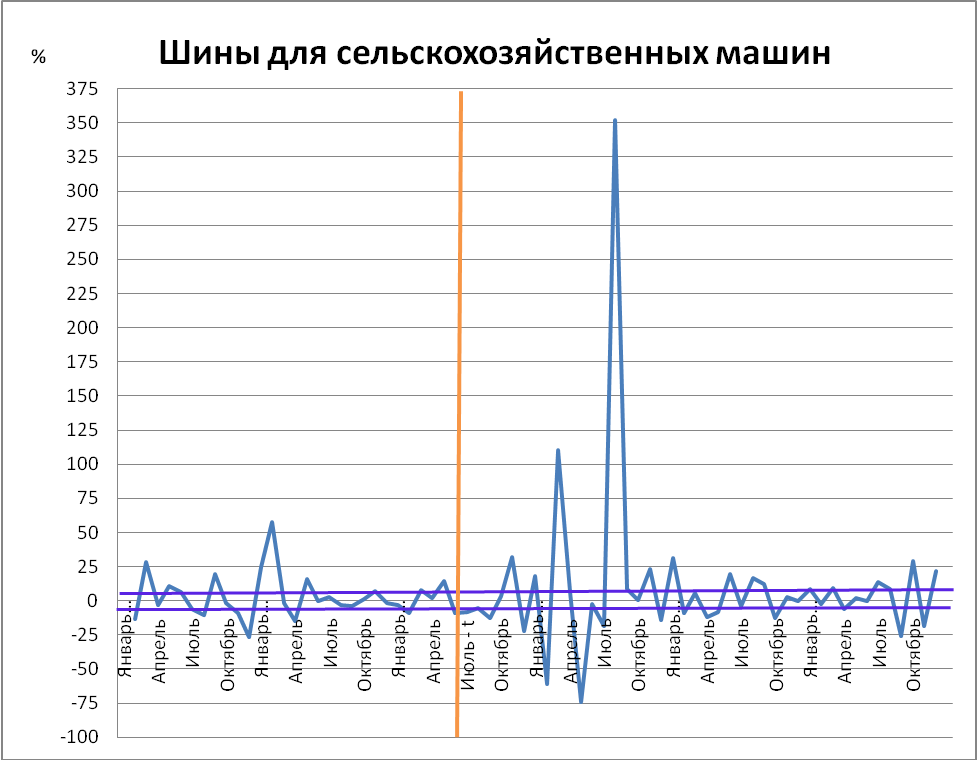 %
Шины для сельскохозяйственных машин
375
350
325
300
275
250
225
200
175
150
125
100
75
50
25
0
-25
-50
-75
-100
Январь...
Апрель
Июль
Октябрь
Январь...
Апрель
Июль
Октябрь
Январь...
Апрель
Июль - t
Октябрь
Январь...
Апрель
Июль
Октябрь
Январь...
Апрель
Июль
Октябрь
Январь...
Апрель
Июль
Октябрь